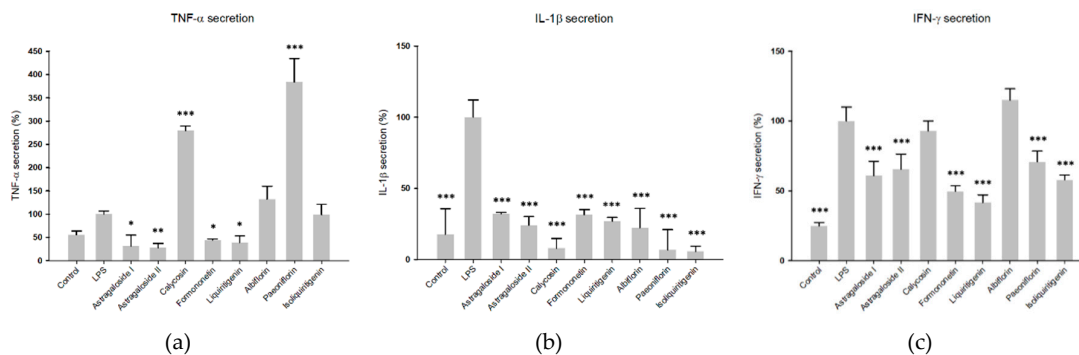 TNF-α secretion
TNF-α secretion (%)
450
400
350
300
250
200
150
100
50
0
***
***
*
**
*
*
Control
LPS
Astragaloside I
Astragaloside II
Calycosin
Formononetin
Liquiritigenin
Albiflorin
Paeoniflorin
Isoliquiritigenin
(a)
IL-1β secretion
IL-1β secretion (%)
150
100
50
0
***
***
***
***
***
***
***
***
***
Control
LPS
Astragaloside I
Astragaloside II
Calycosin
Formononetin
Liquiritigenin
Albiflorin
Paeoniflorin
Isoliquiritigenin
(b)
IFN-γ secretion
IFN-γ secretion (%)
150
100
50
0
***
***
***
***
***
***
***
Control
LPS
Astragaloside I
Astragaloside II
Calycosin
Formononetin
Liquiritigenin
Albiflorin
Paeoniflorin
Isoliquiritigenin
(c)